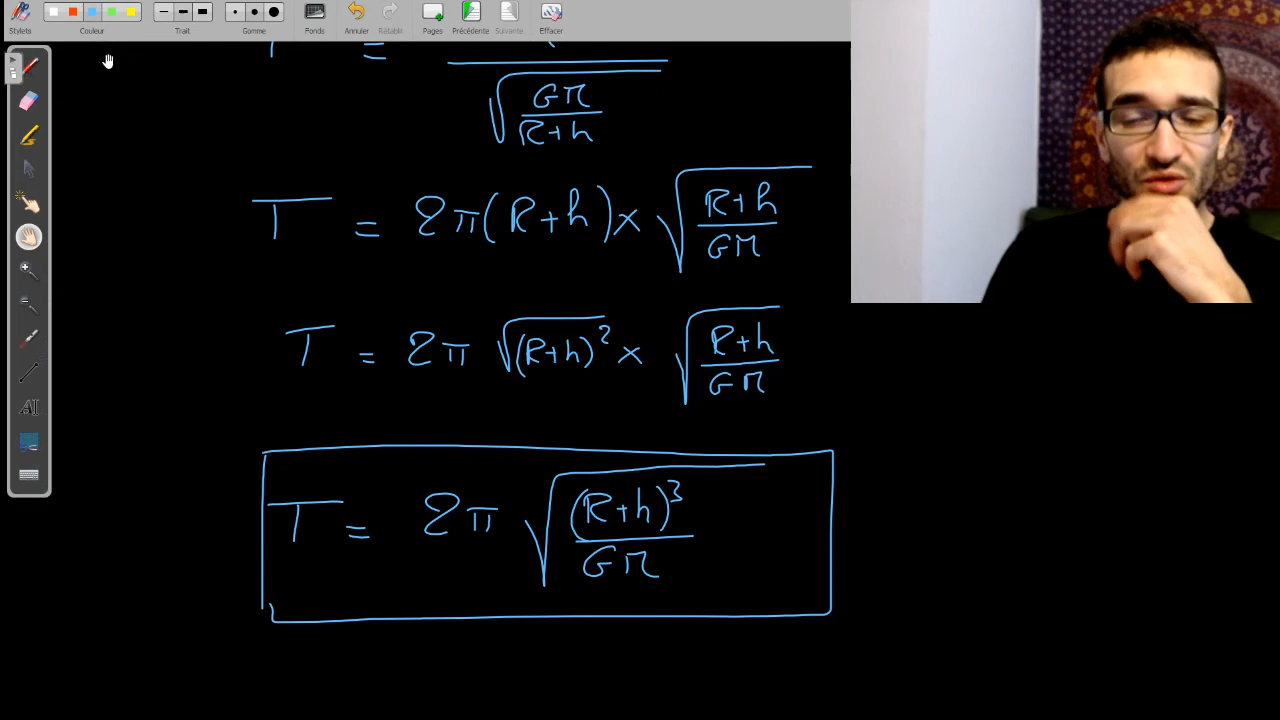 Stylets Couleur Trait Gomme Fonds Annuler Rétablir Pages Précédente Suivante Effacer
T = √(GM/(R+h))
T = 2π(R+h) × √((R+h)/(GM))
T = 2π √((R+h)²) × √((R+h)/(GM))
T = 2π √((R+h)³/(GM))
AI